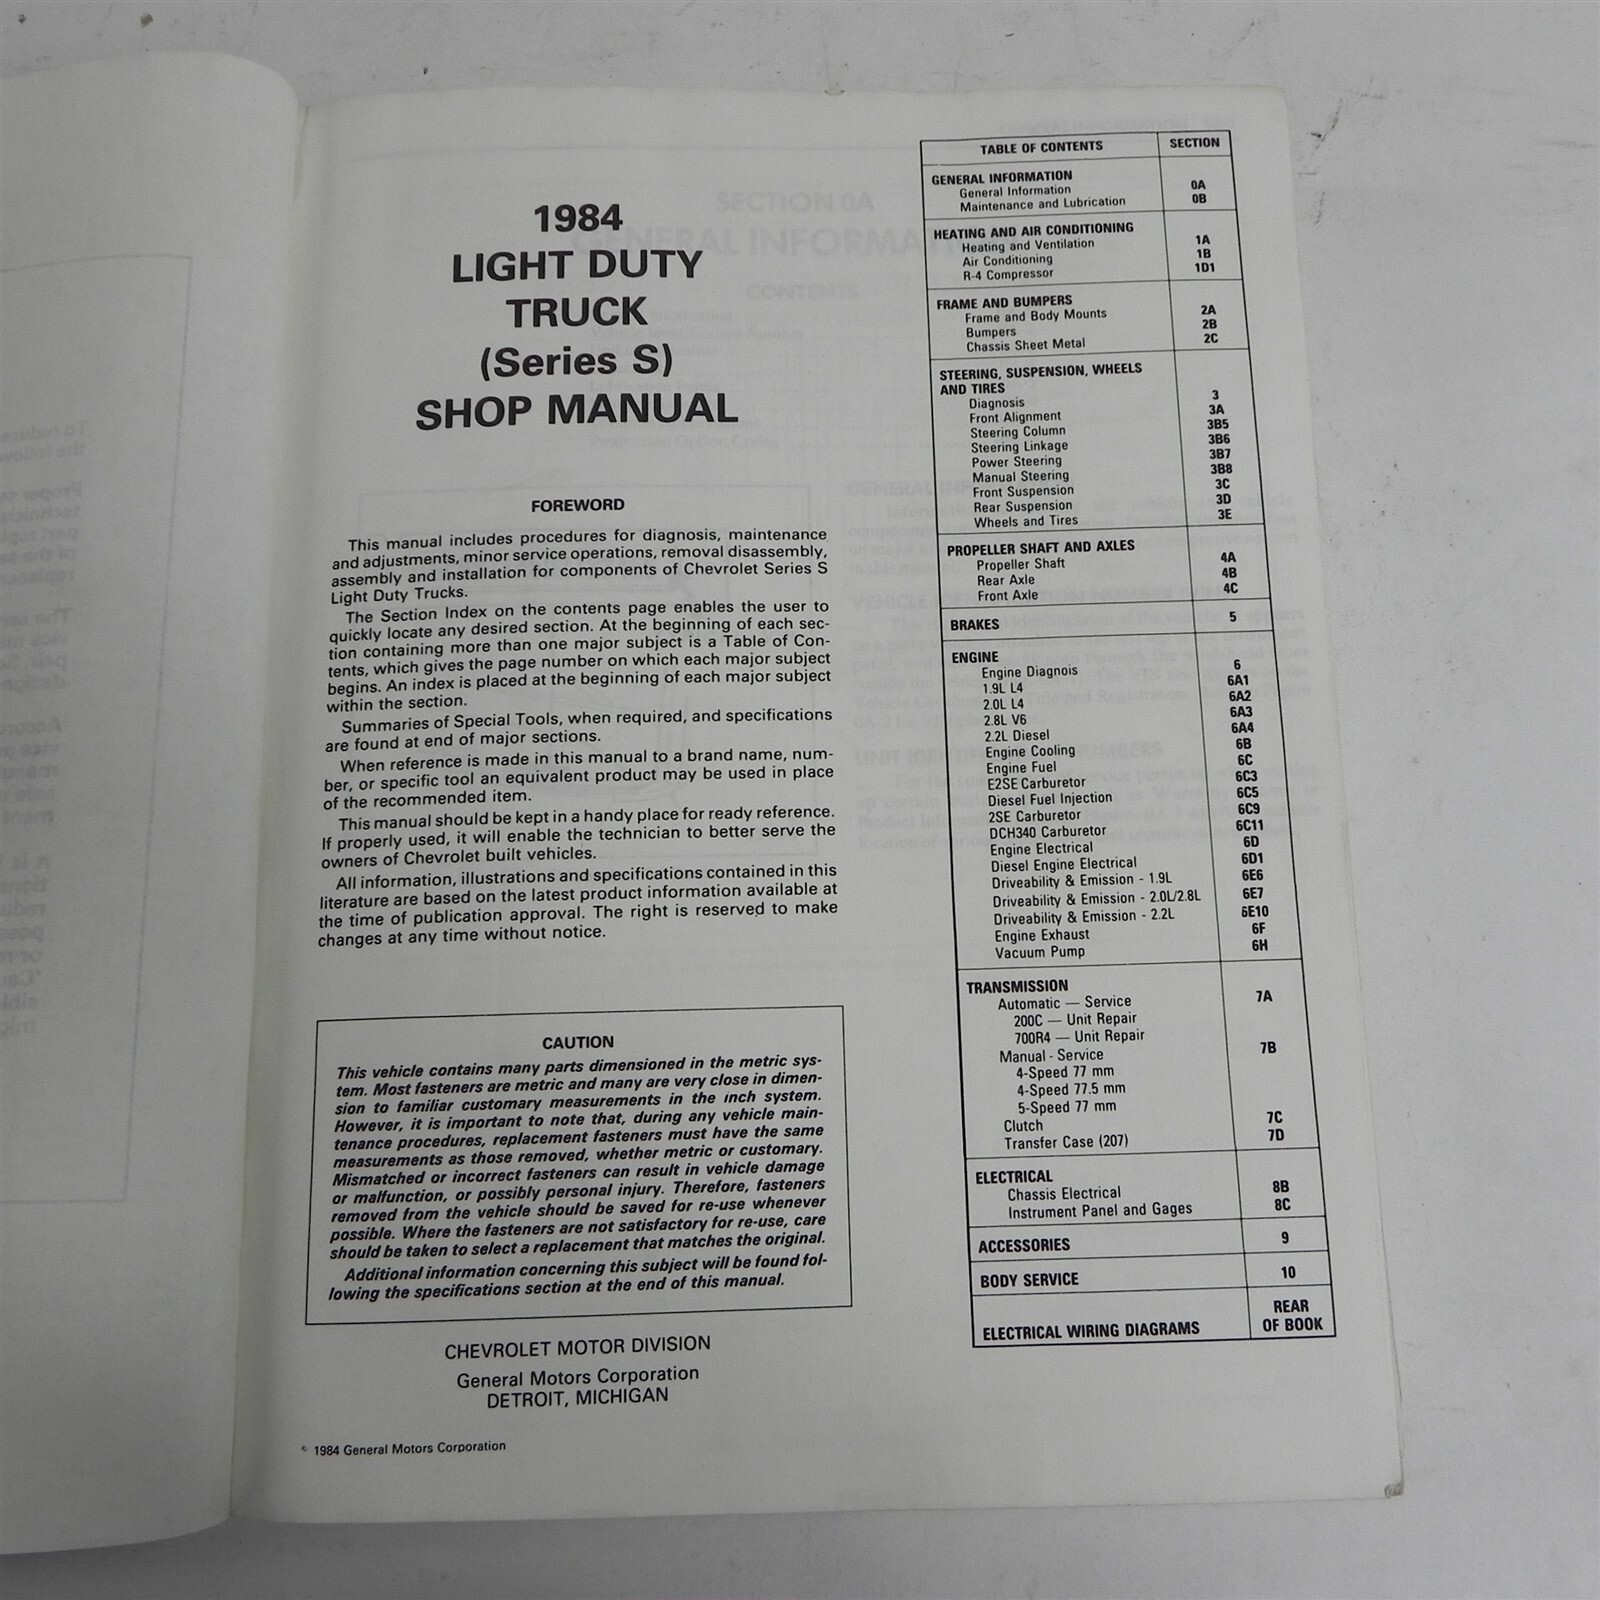 1984
LIGHT DUTY
TRUCK
(Series S)
SHOP MANUAL
FOREWORD
This manual includes procedures for diagnosis, maintenance
and adjustments, minor service operations, removal disassembly,
assembly and installation for components of Chevrolet Series S
Light Duty Trucks.
The Section Index on the contents page enables the user to
quickly locate any desired section. At the beginning of each sec-
tion containing more than one major subject is a Table of Con-
tents, which gives the page number on which each major subject
begins. An index is placed at the beginning of each major subject
within the section.
Summaries of Special Tools, when required, and specifications
are found at end of major sections.
When reference is made in this manual to a brand name, num-
ber, or specific tool an equivalent product may be used in place
of the recommended item.
This manual should be kept in a handy place for ready reference.
If properly used, it will enable the technician to better serve the
owners of Chevrolet built vehicles.
All information, illustrations and specifications contained in this
literature are based on the latest product information available at
the time of publication approval. The right is reserved to make
changes at any time without notice.
CAUTION
This vehicle contains many parts dimensioned in the metric sys-
tem. Most fasteners are metric and many are very close in dimen-
sion to familiar customary measurements in the inch system.
However, it is important to note that, during any vehicle main-
tenance procedures, replacement fasteners must have the same
measurements as those removed, whether metric or customary.
Mismatched or incorrect fasteners can result in vehicle damage
or malfunction, or possibly personal injury. Therefore, fasteners
removed from the vehicle should be saved for re-use whenever
possible. Where the fasteners are not satisfactory for re-use, care
should be taken to select a replacement that matches the original.
Additional information concerning this subject will be found fol-
lowing the specifications section at the end of this manual.
CHEVROLET MOTOR DIVISION
General Motors Corporation
DETROIT, MICHIGAN
© 1984 General Motors Corporation
TABLE OF CONTENTS SECTION
GENERAL INFORMATION
General Information 0A
Maintenance and Lubrication 0B
HEATING AND AIR CONDITIONING
Heating and Ventilation 1A
Air Conditioning 1B
R-4 Compressor 1D1
FRAME AND BUMPERS
Frame and Body Mounts 2A
Bumpers 2B
Chassis Sheet Metal 2C
STEERING, SUSPENSION, WHEELS
AND TIRES
Diagnosis 3
Front Alignment 3A
Steering Column 3B5
Steering Linkage 3B6
Power Steering 3B7
Manual Steering 3B8
Front Suspension 3C
Rear Suspension 3D
Wheels and Tires 3E
PROPELLER SHAFT AND AXLES
Propeller Shaft 4A
Rear Axle 4B
Front Axle 4C
BRAKES 5
ENGINE
Engine Diagnois 6
1.9L L4 6A1
2.0L L4 6A2
2.8L V6 6A3
2.2L Diesel 6A4
Engine Cooling 6B
Engine Fuel 6C
E2SE Carburetor 6C3
Diesel Fuel Injection 6C5
2SE Carburetor 6C9
DCH340 Carburetor 6C11
Engine Electrical 6D
Diesel Engine Electrical 6D1
Driveability & Emission - 1.9L 6E6
Driveability & Emission - 2.0L/2.8L 6E7
Driveability & Emission - 2.2L 6E10
Engine Exhaust 6F
Vacuum Pump 6H
TRANSMISSION
Automatic — Service 7A
200C — Unit Repair
700R4 — Unit Repair
Manual - Service 7B
4-Speed 77 mm
4-Speed 77.5 mm
5-Speed 77 mm
Clutch 7C
Transfer Case (207) 7D
ELECTRICAL
Chassis Electrical 8B
Instrument Panel and Gages 8C
ACCESSORIES 9
BODY SERVICE 10
ELECTRICAL WIRING DIAGRAMS REAR
OF BOOK